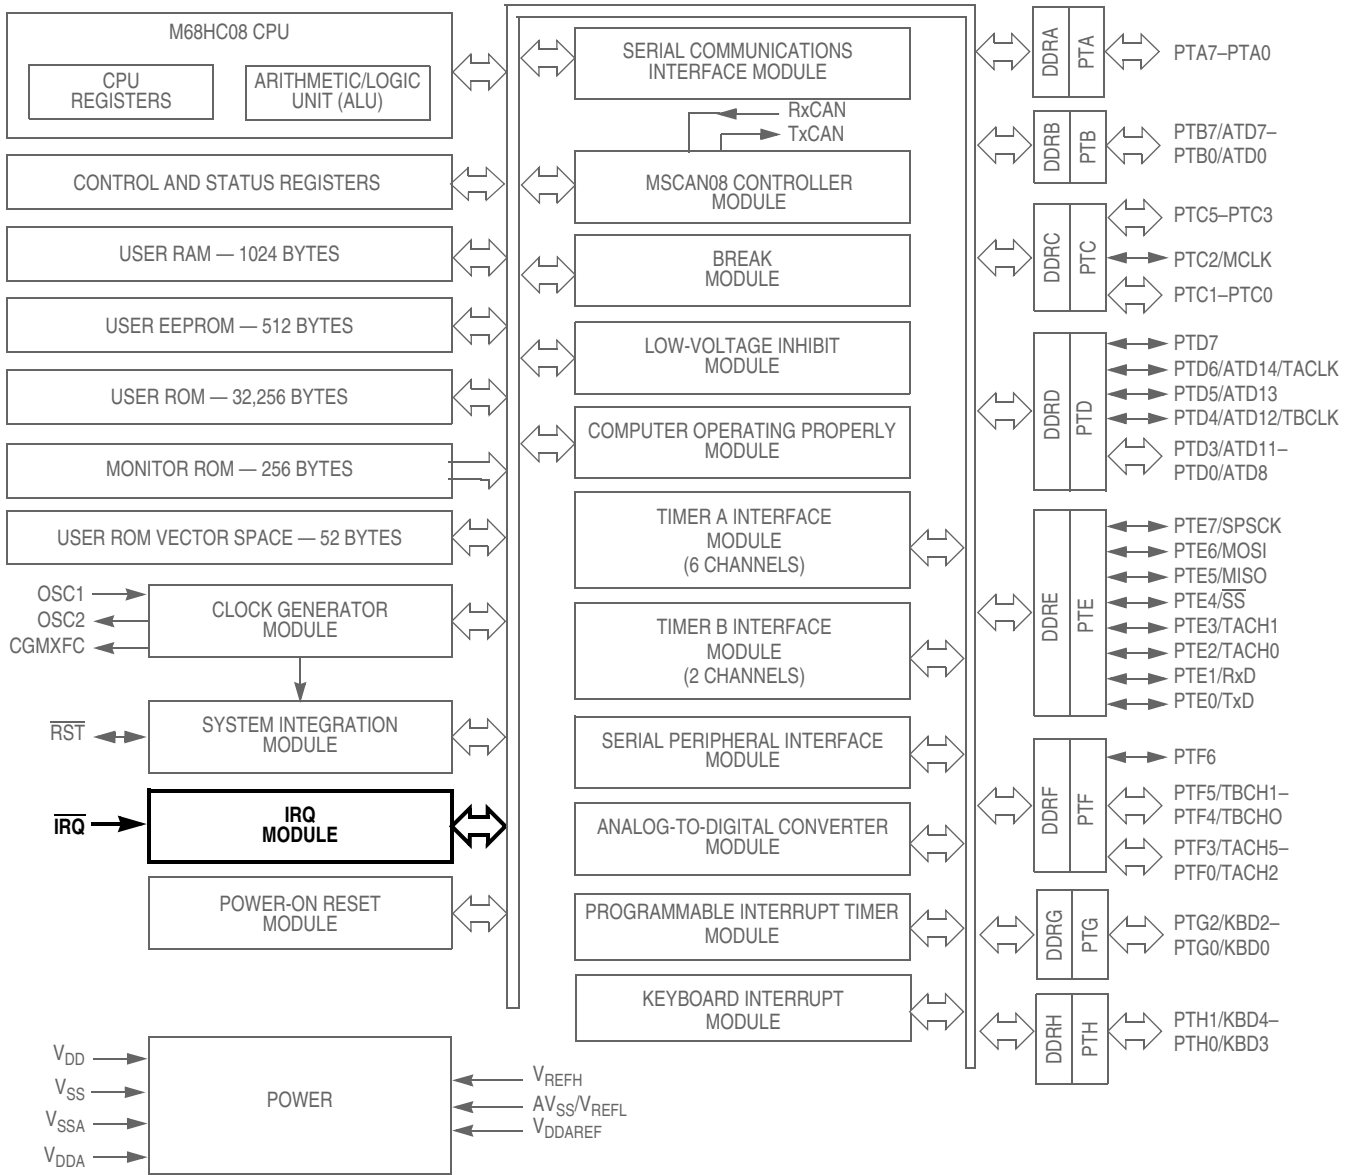 M68HC08 CPU
CPU
REGISTERS
ARITHMETIC/LOGIC
UNIT (ALU)
CONTROL AND STATUS REGISTERS
USER RAM — 1024 BYTES
USER EEPROM — 512 BYTES
USER ROM — 32,256 BYTES
MONITOR ROM — 256 BYTES
USER ROM VECTOR SPACE — 52 BYTES
OSC1
OSC2
CGMXFC
CLOCK GENERATOR
MODULE
RST
SYSTEM INTEGRATION
MODULE
IRQ
IRQ
MODULE
POWER-ON RESET
MODULE
VDD
VSS
VSSA
VDDA
POWER
VREFH
AVSS/VREFL
VDDAREF
SERIAL COMMUNICATIONS
INTERFACE MODULE
RxCAN
TxCAN
MSCAN08 CONTROLLER
MODULE
BREAK
MODULE
LOW-VOLTAGE INHIBIT
MODULE
COMPUTER OPERATING PROPERLY
MODULE
TIMER A INTERFACE
MODULE
(6 CHANNELS)
TIMER B INTERFACE
MODULE
(2 CHANNELS)
SERIAL PERIPHERAL INTERFACE
MODULE
ANALOG-TO-DIGITAL CONVERTER
MODULE
PROGRAMMABLE INTERRUPT TIMER
MODULE
KEYBOARD INTERRUPT
MODULE
DDRA
PTA
PTA7–PTA0
DDRB
PTB
PTB7/ATD7–
PTB0/ATD0
DDRC
PTC
PTC5–PTC3
PTC2/MCLK
PTC1–PTC0
DDRD
PTD
PTD7
PTD6/ATD14/TACLK
PTD5/ATD13
PTD4/ATD12/TBCLK
PTD3/ATD11–
PTD0/ATD8
DDRE
PTE
PTE7/SPSCK
PTE6/MOSI
PTE5/MISO
PTE4/SS
PTE3/TACH1
PTE2/TACH0
PTE1/RxD
PTE0/TxD
DDRF
PTF
PTF6
PTF5/TBCH1–
PTF4/TBCHO
PTF3/TACH5–
PTF0/TACH2
DDRG
PTG
PTG2/KBD2–
PTG0/KBD0
DDRH
PTH
PTH1/KBD4–
PTH0/KBD3